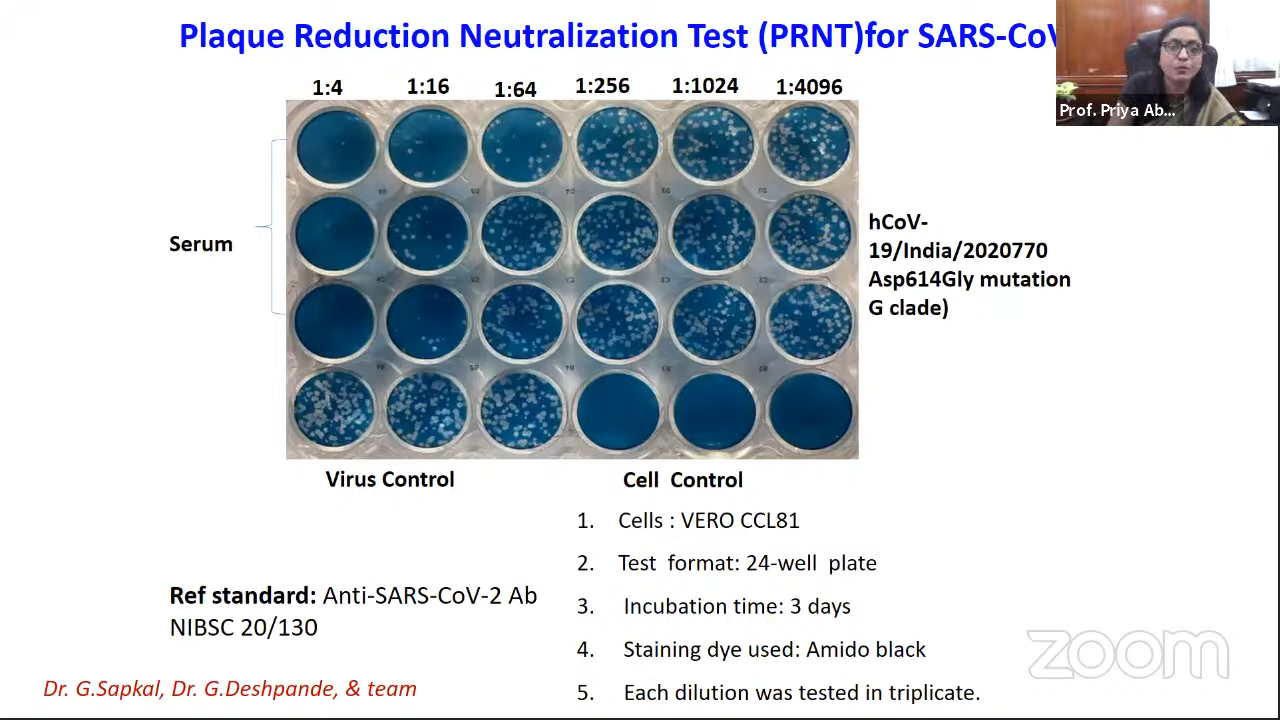 Plaque Reduction Neutralization Test (PRNT)for SARS-CoV
Prof. Priya Ab...
1:4 1:16 1:64 1:256 1:1024 1:4096
Serum
hCoV-
19/India/2020770
Asp614Gly mutation
G clade)
Virus Control
Cell Control
1. Cells : VERO CCL81
2. Test format: 24-well plate
3. Incubation time: 3 days
4. Staining dye used: Amido black
5. Each dilution was tested in triplicate.
Ref standard: Anti-SARS-CoV-2 Ab
NIBSC 20/130
Dr. G.Sapkal, Dr. G.Deshpande, & team
zoom